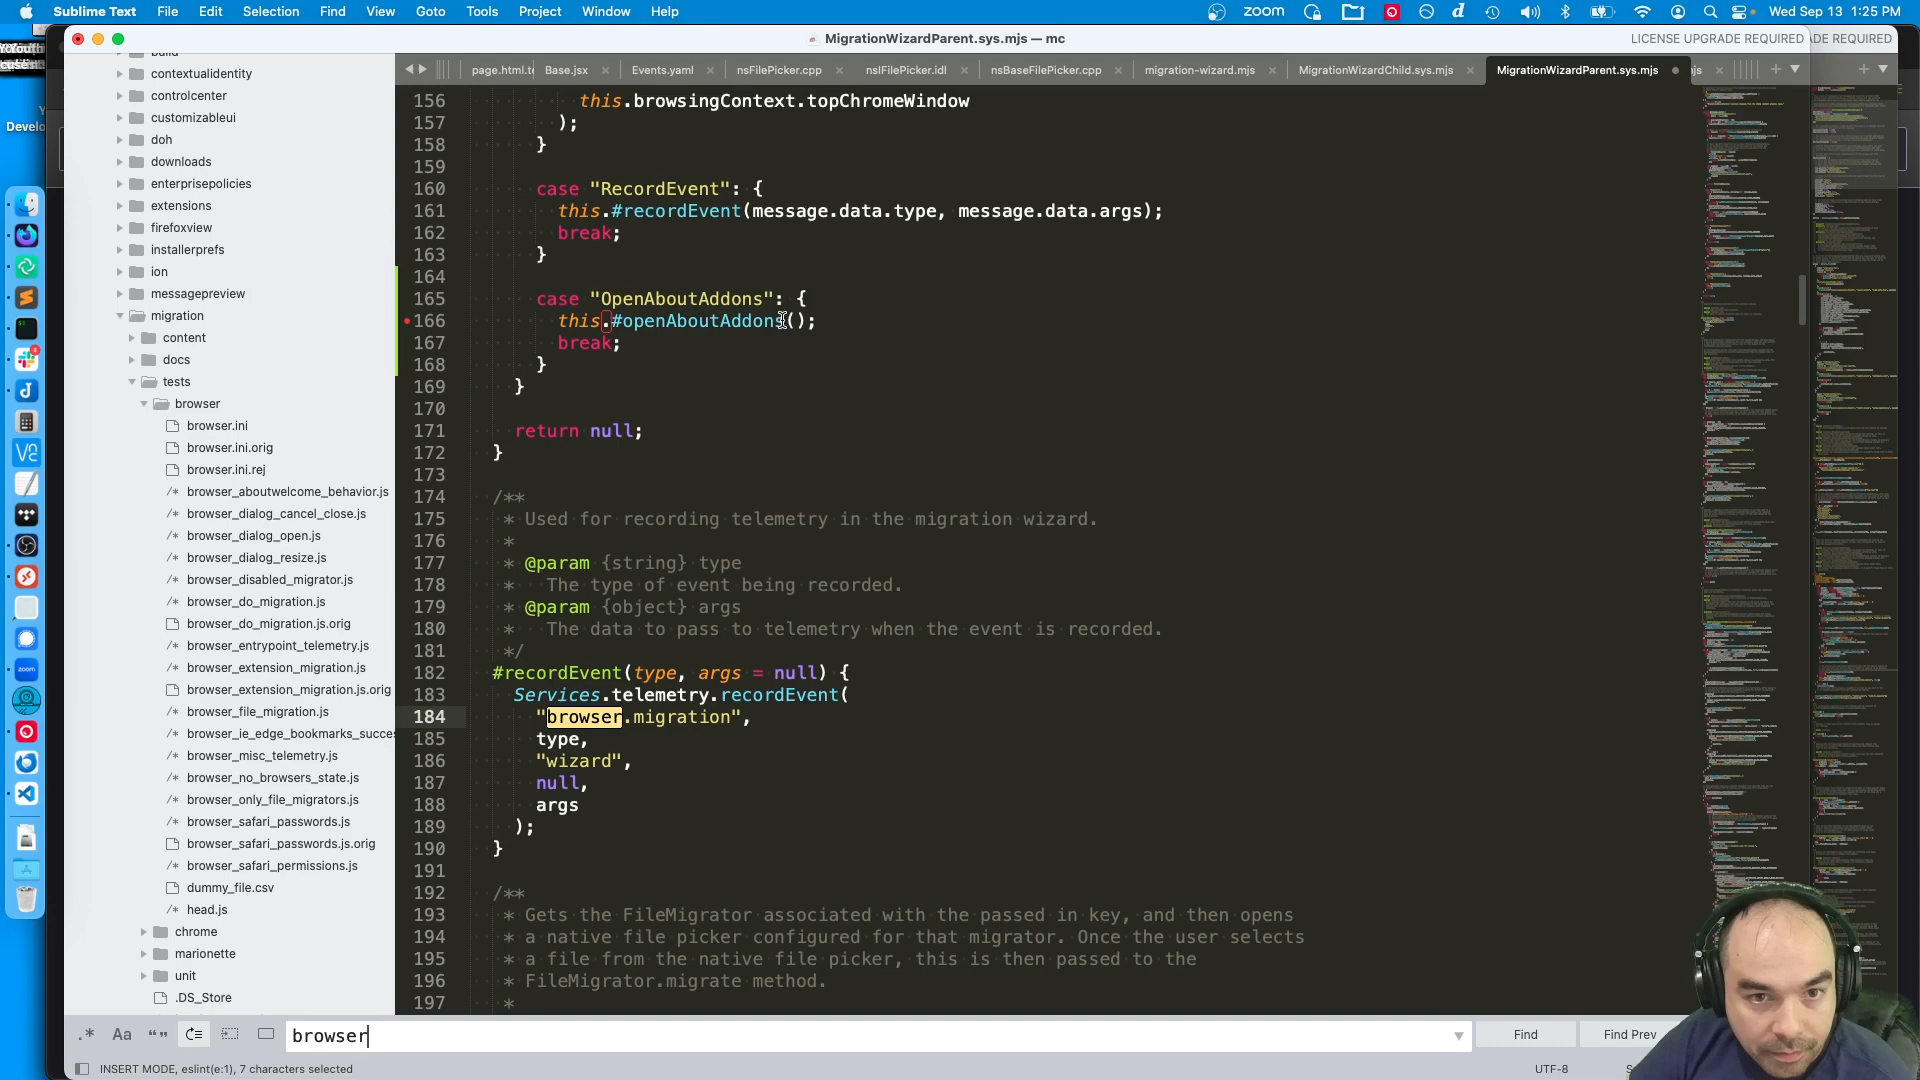 Sublime Text File Edit Selection Find View Goto Tools Project Window Help
zoom Wed Sep 13 1:25 PM
MigrationWizardParent.sys.mjs — mc
LICENSE UPGRADE REQUIRED
page.html.t Base.jsx Events.yaml nsFilePicker.cpp nsIFilePicker.idl nsBaseFilePicker.cpp migration-wizard.mjs MigrationWizardChild.sys.mjs MigrationWizardParent.sys.mjs
contextualidentity
controlcenter
customizableui
doh
downloads
enterprisepolicies
extensions
firefoxview
installerprefs
ion
messagepreview
migration
content
docs
tests
browser
browser.ini
browser.ini.orig
browser.ini.rej
browser_aboutwelcome_behavior.js
browser_dialog_cancel_close.js
browser_dialog_open.js
browser_dialog_resize.js
browser_disabled_migrator.js
browser_do_migration.js
browser_do_migration.js.orig
browser_entrypoint_telemetry.js
browser_extension_migration.js
browser_extension_migration.js.orig
browser_file_migration.js
browser_ie_edge_bookmarks_succes
browser_misc_telemetry.js
browser_no_browsers_state.js
browser_only_file_migrators.js
browser_safari_passwords.js
browser_safari_passwords.js.orig
browser_safari_permissions.js
dummy_file.csv
head.js
chrome
marionette
unit
.DS_Store
156 this.browsingContext.topChromeWindow
157 );
158 }
159
160 case "RecordEvent": {
161 this.#recordEvent(message.data.type, message.data.args);
162 break;
163 }
164
165 case "OpenAboutAddons": {
166 this.#openAboutAddons();
167 break;
168 }
169 }
170
171 return null;
172 }
173
174 /**
175 * Used for recording telemetry in the migration wizard.
176 *
177 * @param {string} type
178 * The type of event being recorded.
179 * @param {object} args
180 * The data to pass to telemetry when the event is recorded.
181 */
182 #recordEvent(type, args = null) {
183 Services.telemetry.recordEvent(
184 "browser.migration",
185 type,
186 "wizard",
187 null,
188 args
189 );
190 }
191
192 /**
193 * Gets the FileMigrator associated with the passed in key, and then opens
194 * a native file picker configured for that migrator. Once the user selects
195 * a file from the native file picker, this is then passed to the
196 * FileMigrator.migrate method.
197 *
browser Find Find Prev
INSERT MODE, eslint(e:1), 7 characters selected UTF-8